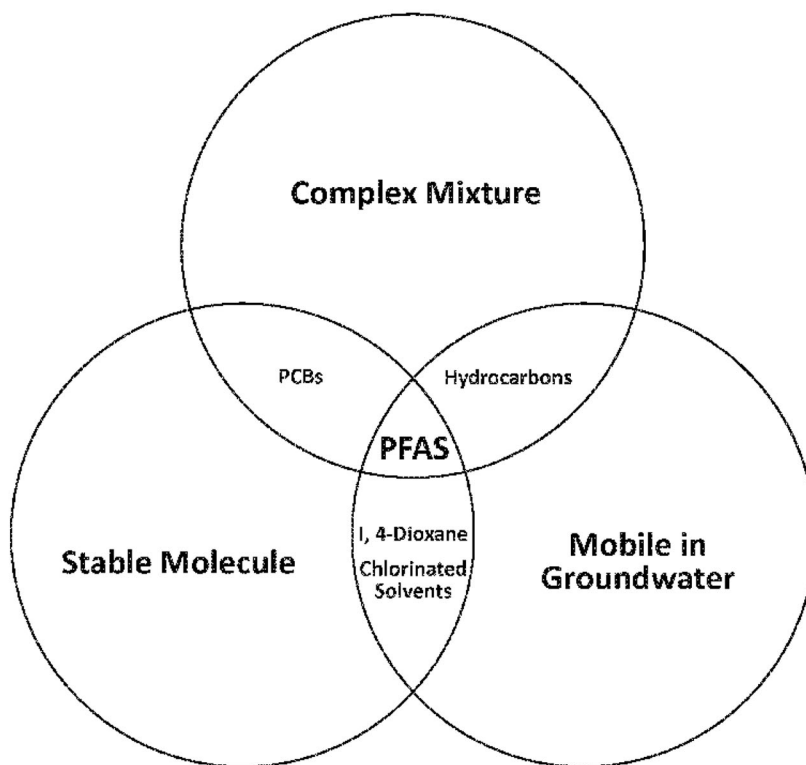 Complex Mixture
PCBs
Hydrocarbons
PFAS
I, 4-Dioxane
Chlorinated
Solvents
Stable Molecule
Mobile in
Groundwater